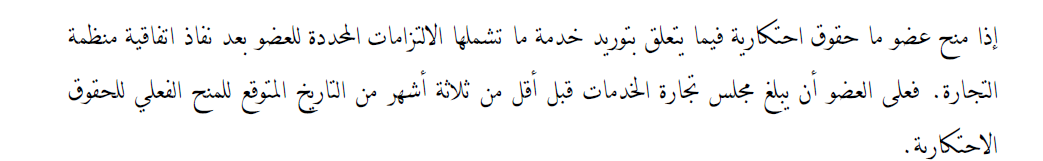 إذا منح عضو ما حقوق احتكارية فيما يتعلق بتوريد خدمة ما تشملها الالتزامات المحددة للعضو بعد نفاذ اتفاقية منظمة
التجارة. فعلى العضو أن يبلغ مجلس تجارة الخدمات قبل أقل من ثلاثة أشهر من التاريخ المتوقع للمنح الفعلي للحقوق
الاحتكارية.